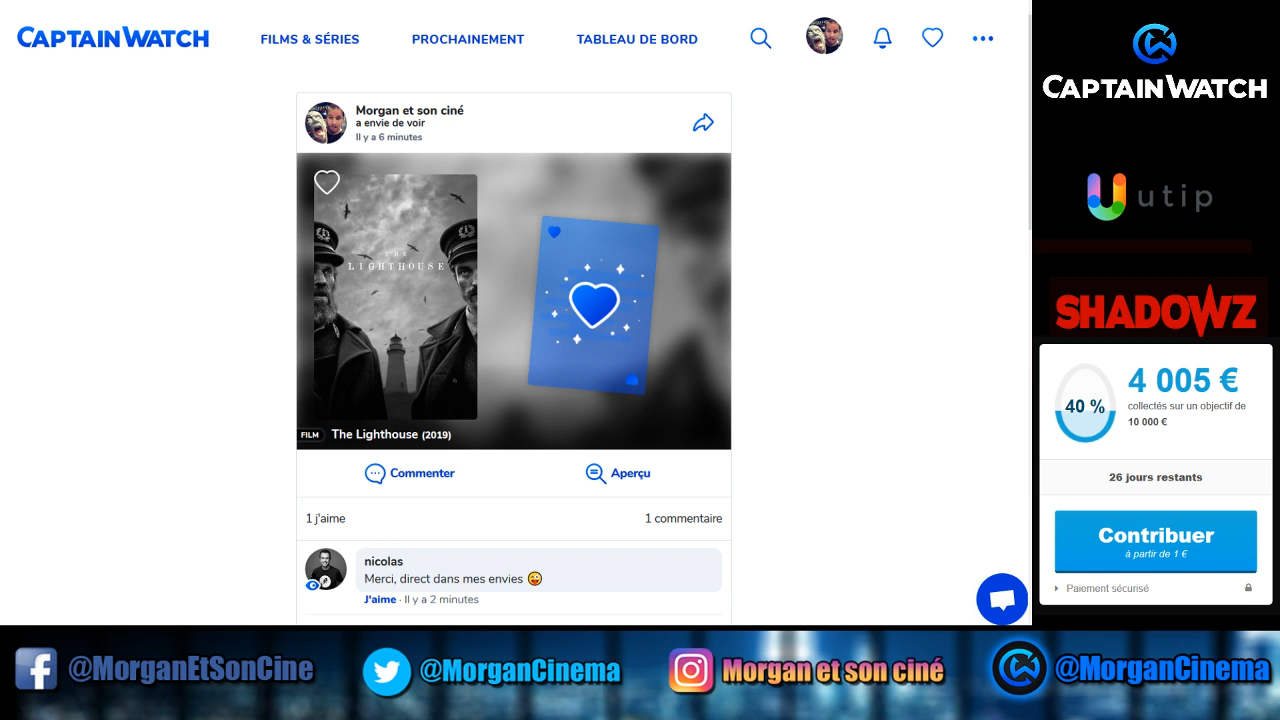 CAPTAINWATCH
FILMS & SÉRIES
PROCHAINEMENT
TABLEAU DE BORD
Morgan et son ciné
a envie de voir
Il y a 6 minutes
THE
LIGHTHOUSE
FILM
The Lighthouse (2019)
Commenter
Aperçu
1 j'aime
1 commentaire
nicolas
Merci, direct dans mes envies 😜
J'aime · Il y a 2 minutes
CAPTAINWATCH
utip
SHADOWZ
40 %
4 005 €
collectés sur un objectif de
10 000 €
26 jours restants
Contribuer
à partir de 1 €
Paiement sécurisé
@MorganEtSonCine
@MorganCinema
Morgan et son ciné
@MorganCinema